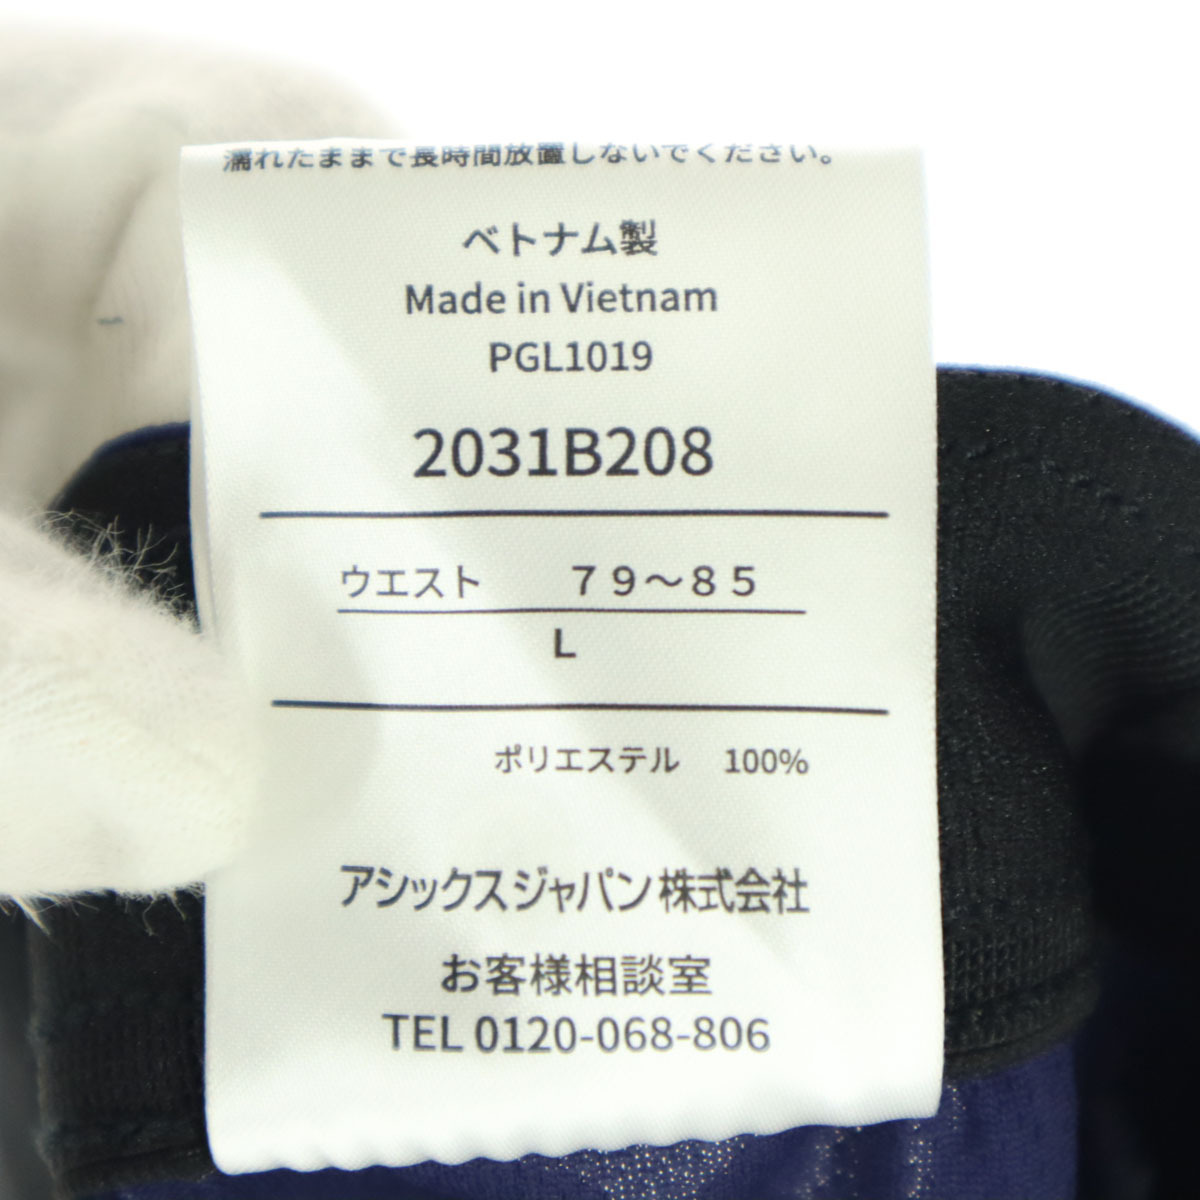 濡れたままで長時間放置しないでください。
ベトナム製
Made in Vietnam
PGL1019
2031B208
ウエスト　７９～８５
L
ポリエステル　100%
アシックスジャパン株式会社
お客様相談室
TEL 0120-068-806